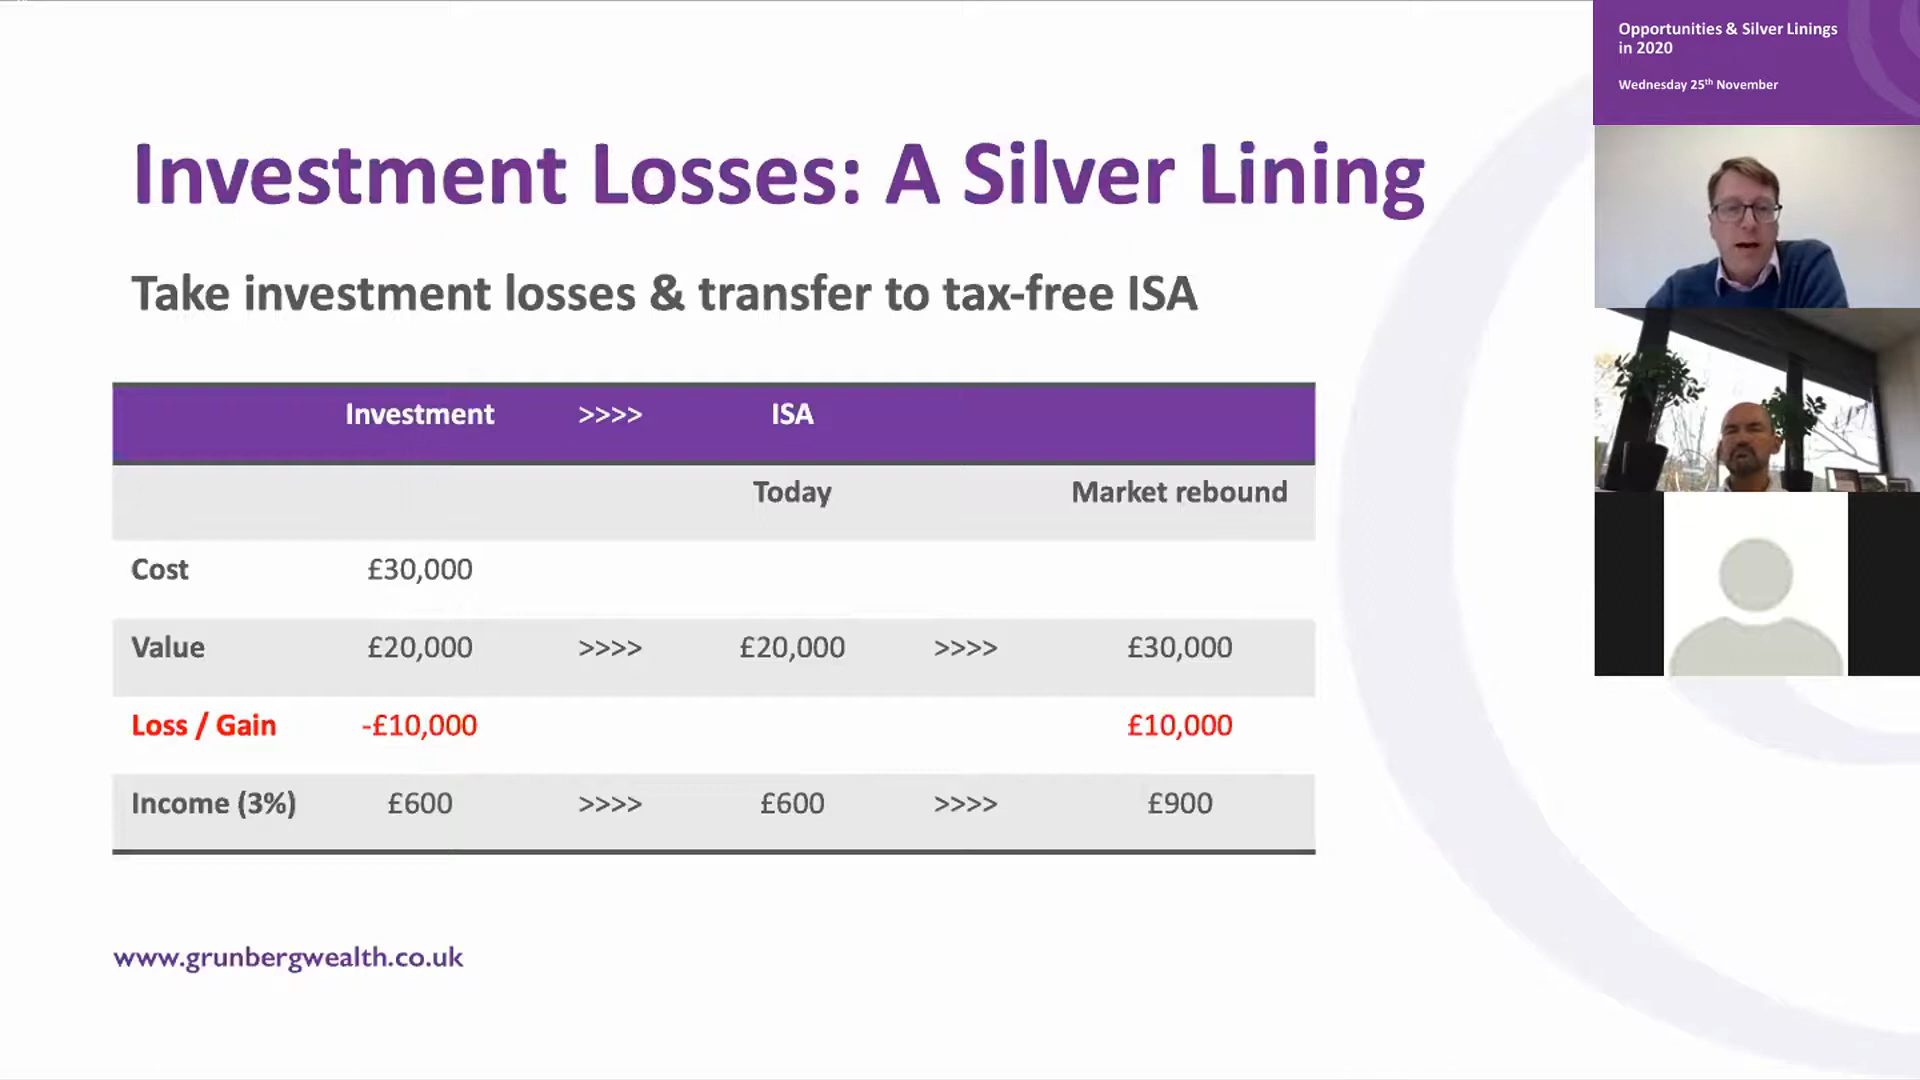 Opportunities & Silver Linings
in 2020
Wednesday 25th November
Investment Losses: A Silver Lining
Take investment losses & transfer to tax-free ISA
Investment >>>> ISA
Today Market rebound
Cost £30,000
Value £20,000 >>>> £20,000 >>>> £30,000
Loss / Gain -£10,000 £10,000
Income (3%) £600 >>>> £600 >>>> £900
www.grunbergwealth.co.uk